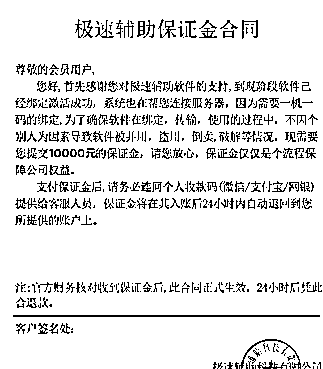 极速辅助保证金合同
尊敬的会员用户,
您好,首先感谢您对极速辅助软件的支持,到现阶段软件已
经绑定激活成功,系统也在帮您连接服务器,因为需要一机一
码的绑定,为了确保软件在绑定,传输,使用的过程中,不因个
别人为因素导致软件被开用,盗用,倒卖,破解等情况,现需要
您提交10000元的保证金,请您放心,保证金仅仅是个流程保
障公司权益。
支付保证金后,请务必连同个人收款码(微信/支付宝/网银)
提供给客服人员,保证金将在其入账后24小时内自动退回到您
所提供的账户上。
注:官方财务核对收到保证金后,此合同正式生效,24小时后凭此
合退款。
客户签名处:
极速辅助科技有限公司